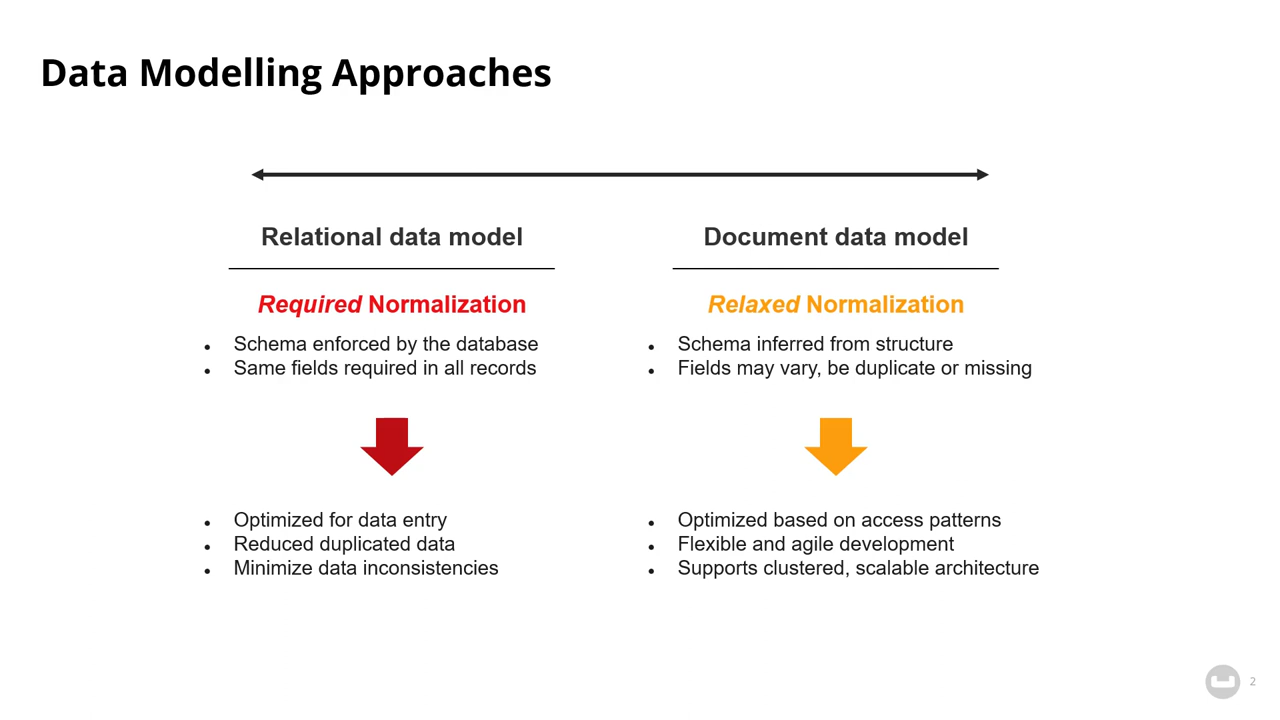 Data Modelling Approaches
Relational data model
Required Normalization
• Schema enforced by the database
• Same fields required in all records
• Optimized for data entry
• Reduced duplicated data
• Minimize data inconsistencies
Document data model
Relaxed Normalization
• Schema inferred from structure
• Fields may vary, be duplicate or missing
• Optimized based on access patterns
• Flexible and agile development
• Supports clustered, scalable architecture
2